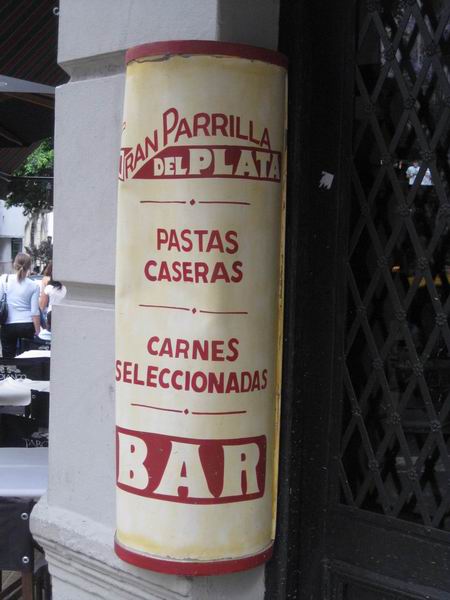 GRAN PARRILLA
DEL PLATA
PASTAS
CASERAS
CARNES
SELECCIONADAS
BAR